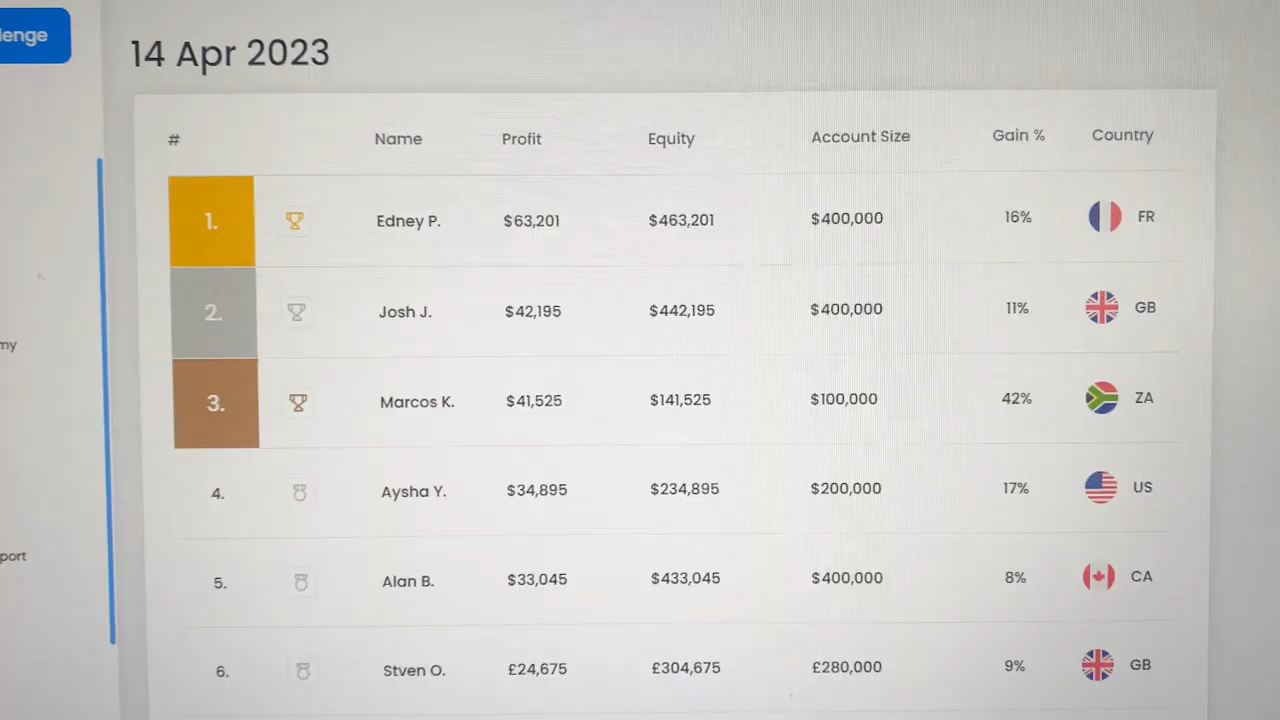 lenge
14 Apr 2023
# Name Profit Equity Account Size Gain % Country
1. Edney P. $63,201 $463,201 $400,000 16% FR
2. Josh J. $42,195 $442,195 $400,000 11% GB
3. Marcos K. $41,525 $141,525 $100,000 42% ZA
my
4. Aysha Y. $34,895 $234,895 $200,000 17% US
port
5. Alan B. $33,045 $433,045 $400,000 8% CA
6. Stven O. £24,675 £304,675 £280,000 9% GB